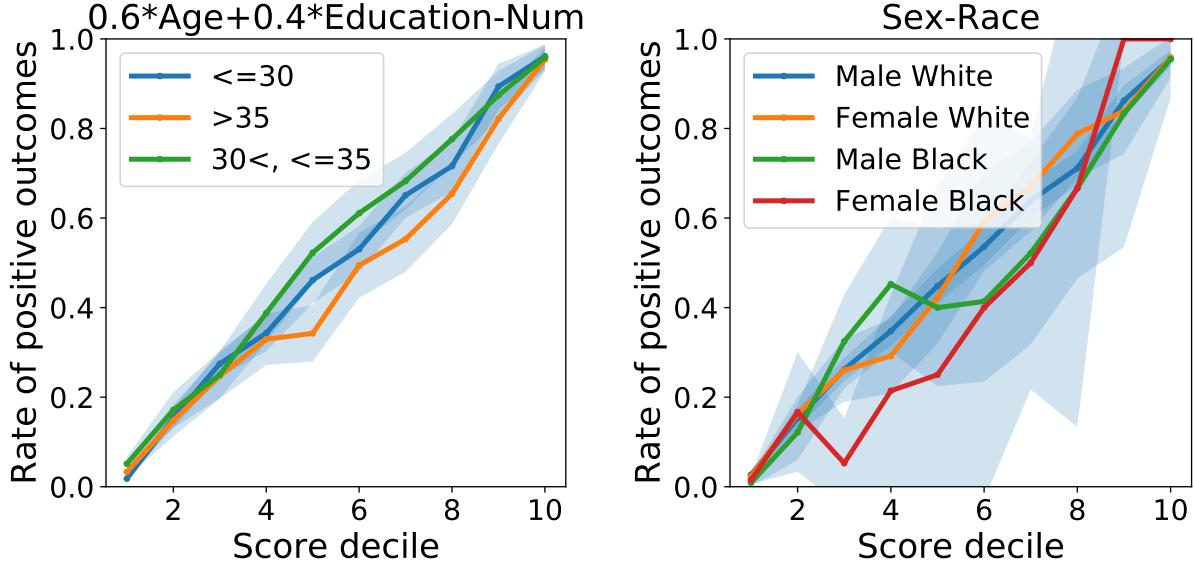 0.6*Age+0.4*Education-Num
Rate of positive outcomes
1.0
0.8
0.6
0.4
0.2
0.0
<=30
>35
30<, <=35
2 4 6 8 10
Score decile
Sex-Race
Rate of positive outcomes
1.0
0.8
0.6
0.4
0.2
0.0
Male White
Female White
Male Black
Female Black
2 4 6 8 10
Score decile